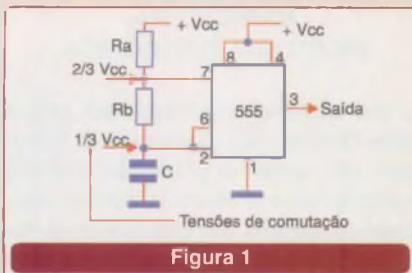 + Vcc
+ Vcc
Ra
8
4
2/3 Vcc
7
Rb
555
3
Saída
6
1/3 Vcc
2
C
1
Tensões de comutação
Figura 1